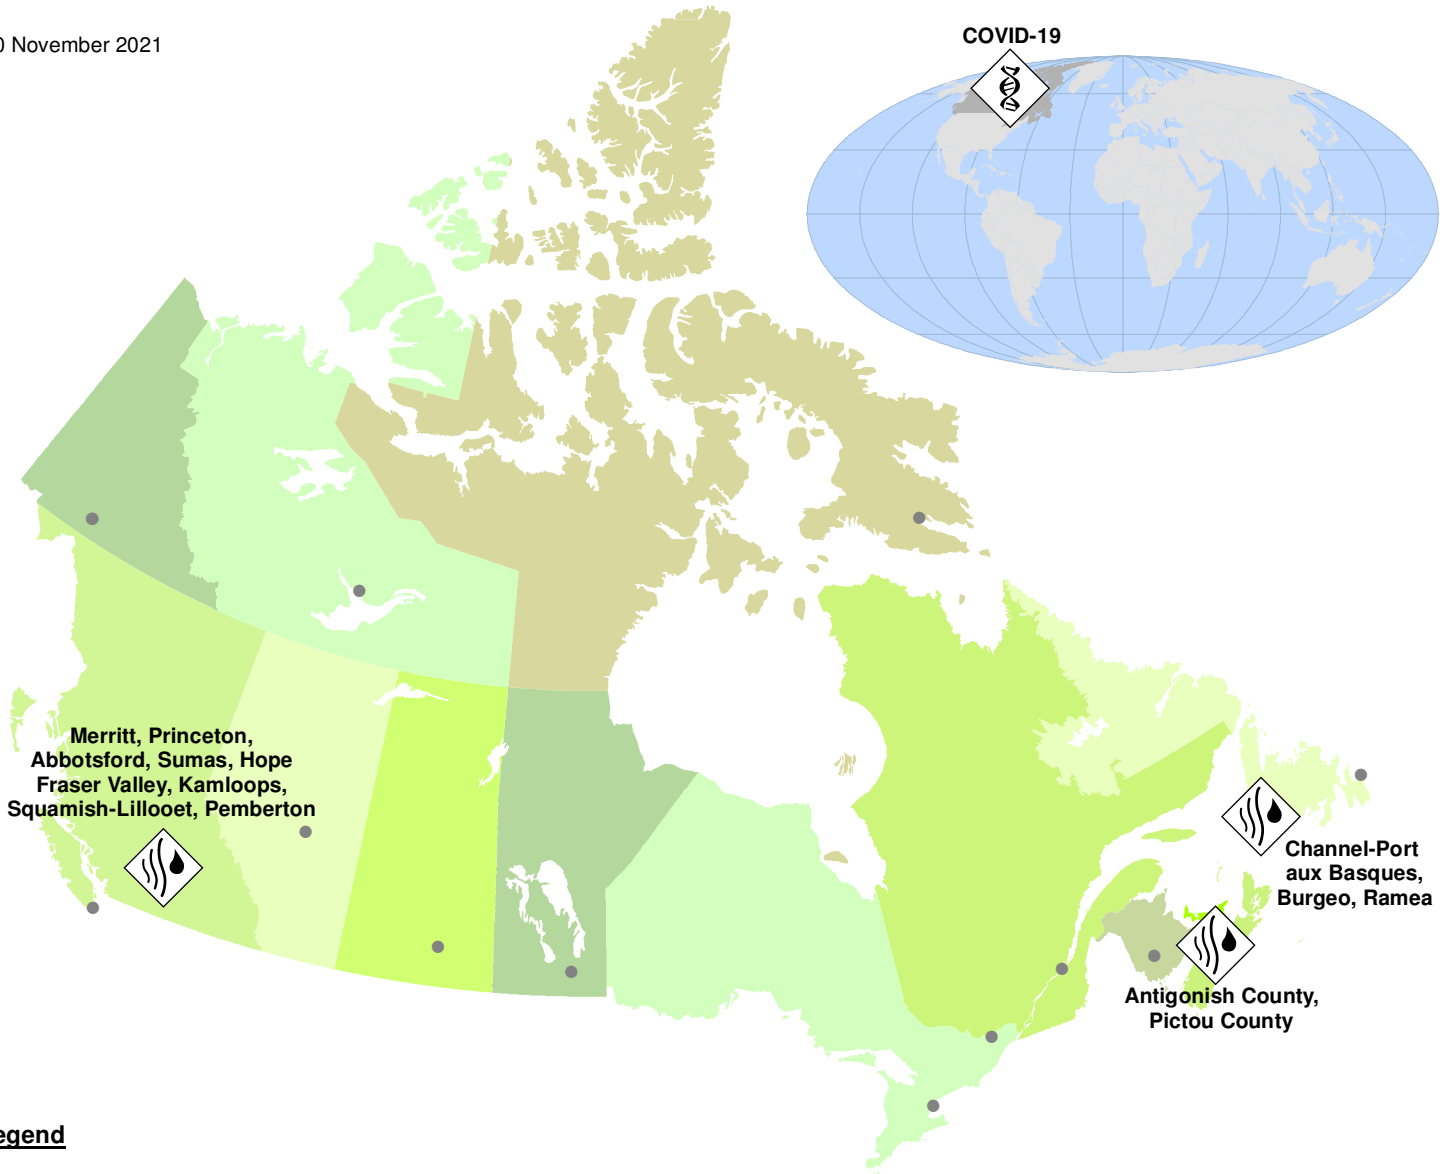 0 November 2021
COVID-19
Merritt, Princeton,
Abbotsford, Sumas, Hope
Fraser Valley, Kamloops,
Squamish-Lillooet, Pemberton
Channel-Port
aux Basques,
Burgeo, Ramea
Antigonish County,
Pictou County
egend